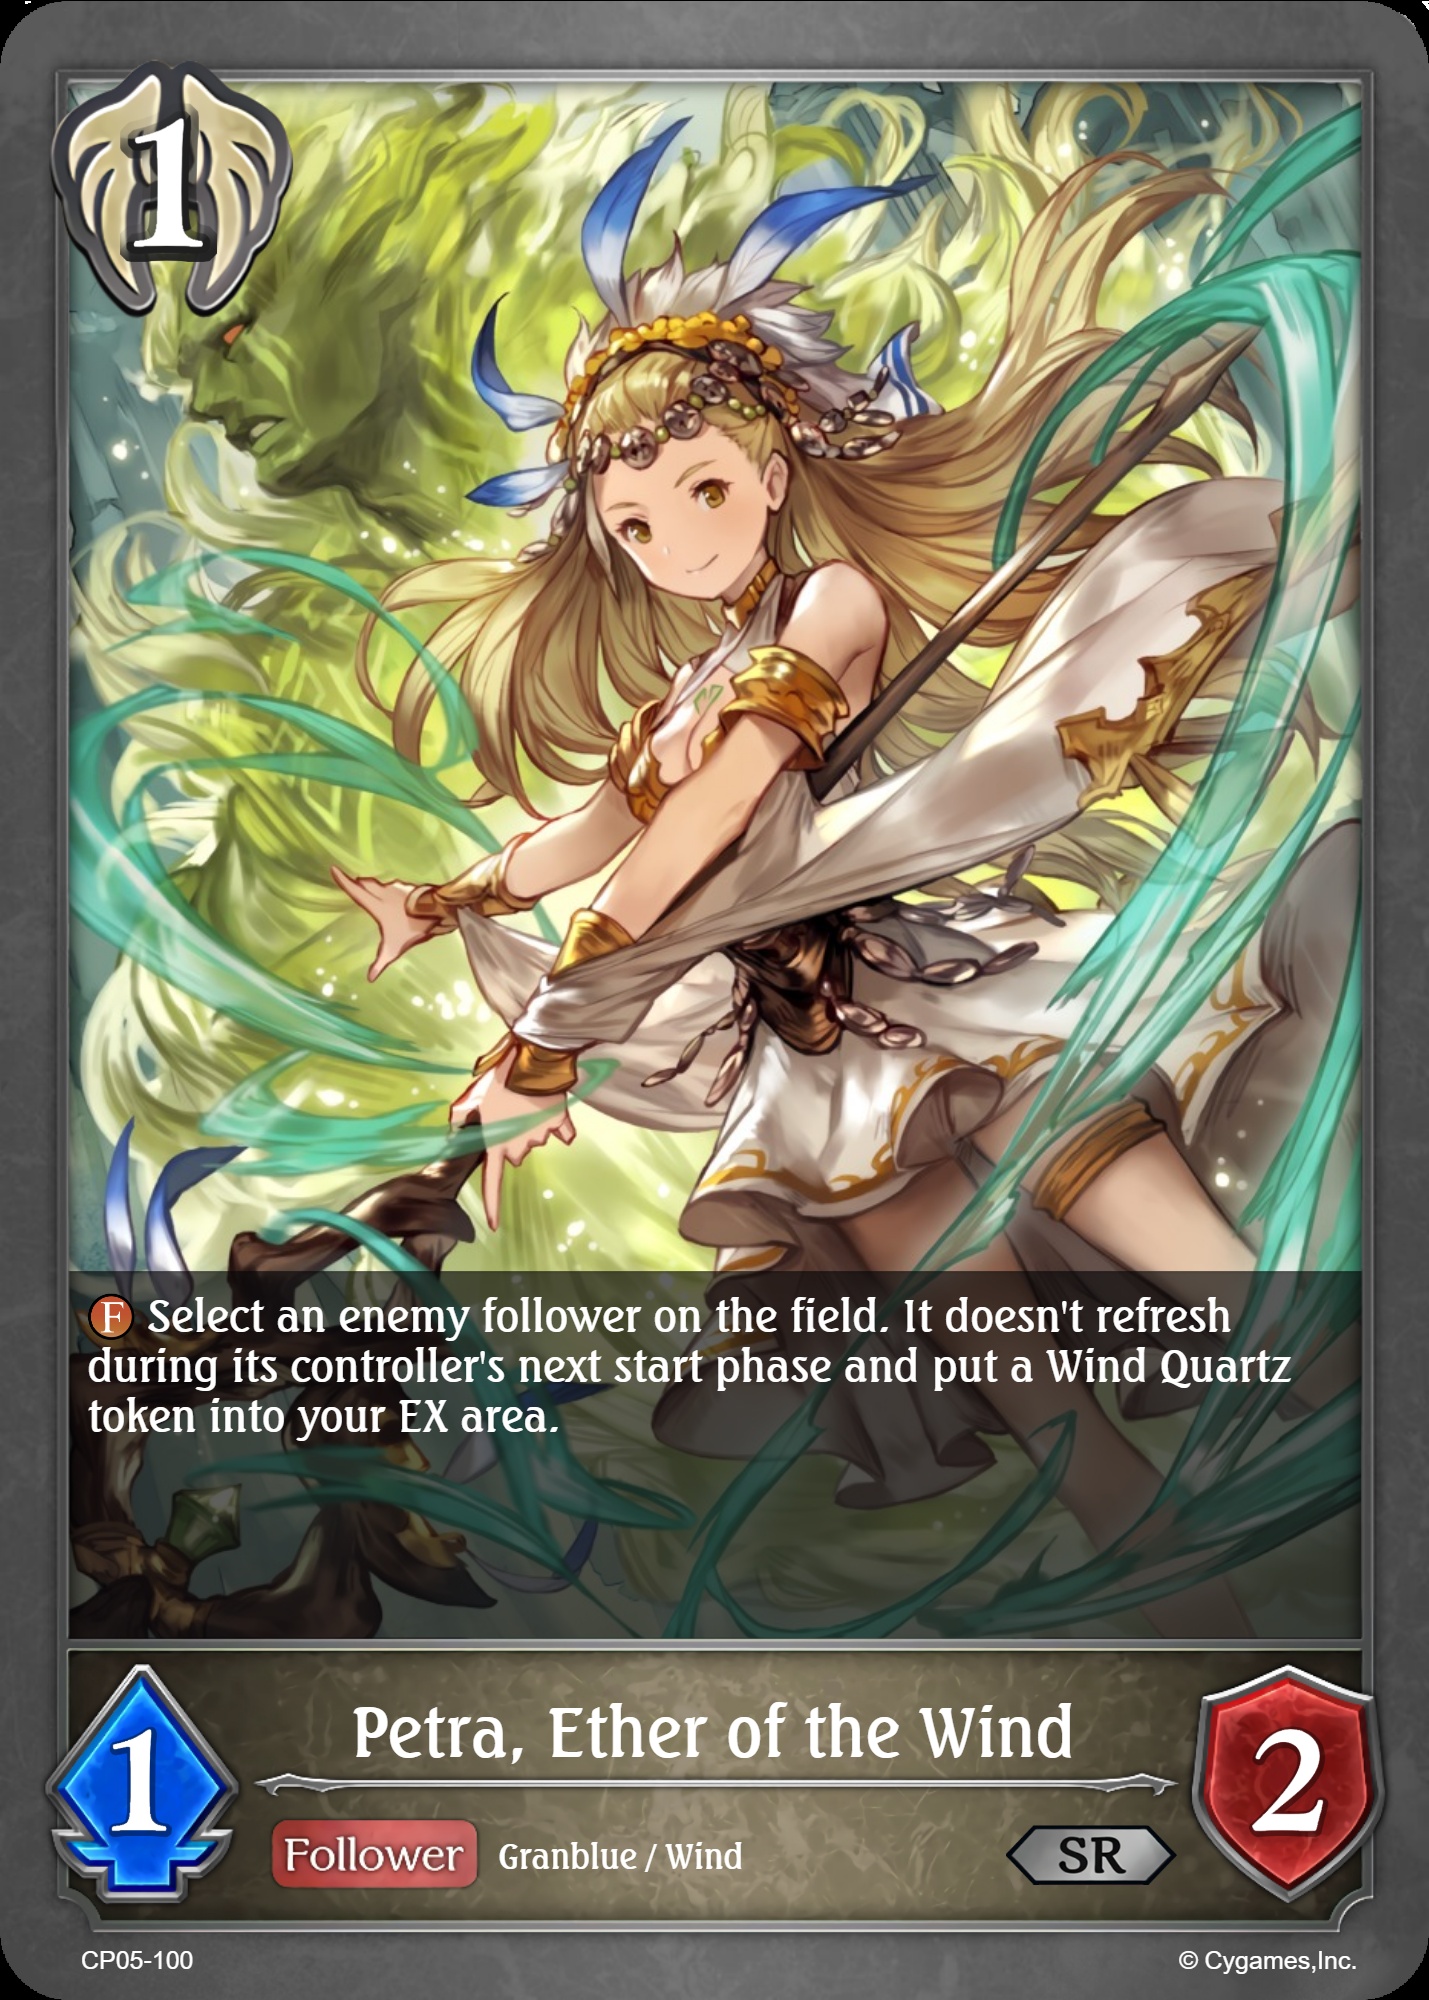 1
F Select an enemy follower on the field. It doesn't refresh
during its controller's next start phase and put a Wind Quartz
token into your EX area.
1
Petra, Ether of the Wind
2
Follower
Granblue / Wind
SR
CP05-100
© Cygames,Inc.